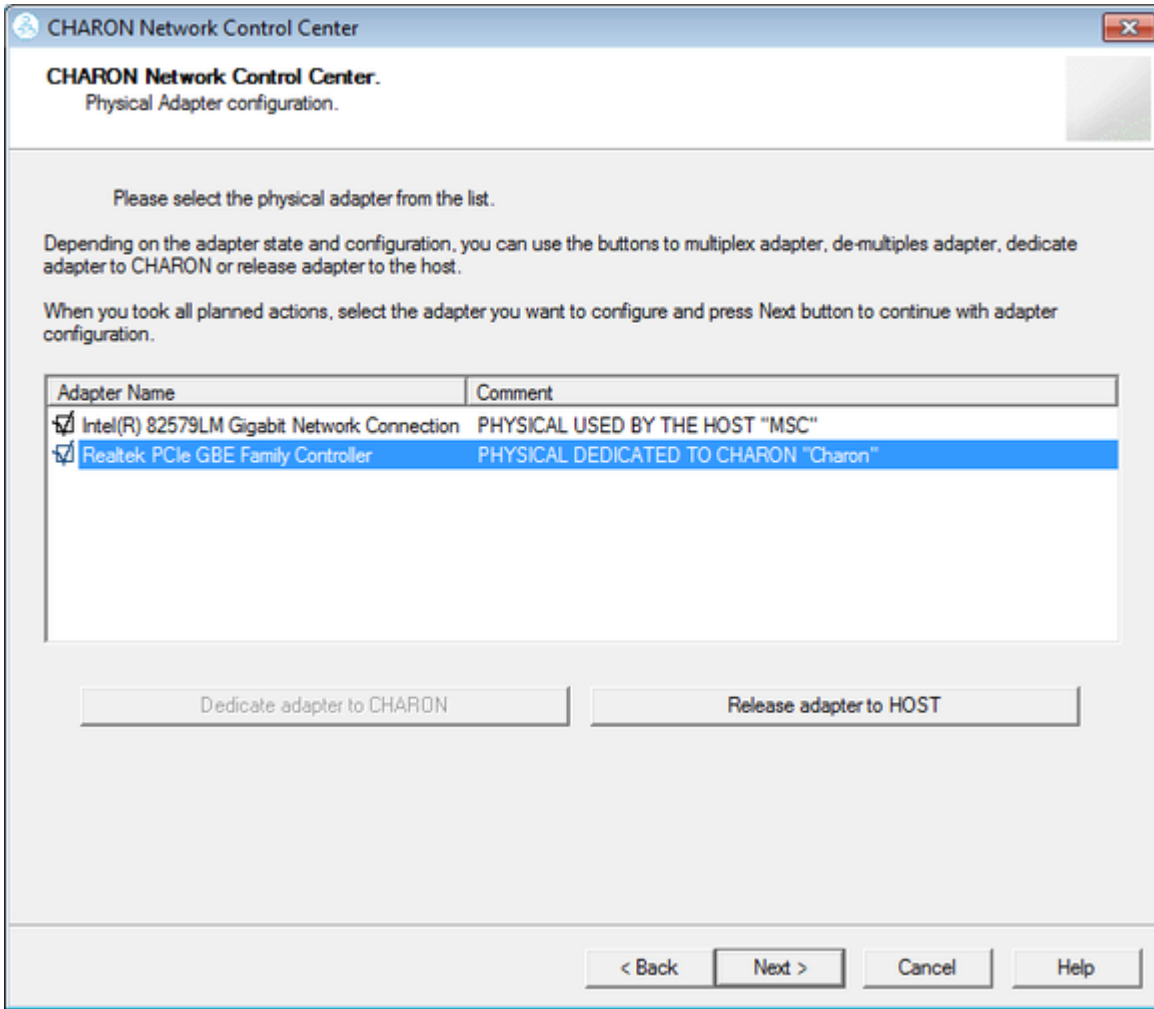 CHARON Network Control Center
CHARON Network Control Center.
Physical Adapter configuration.
Please select the physical adapter from the list.
Depending on the adapter state and configuration, you can use the buttons to multiplex adapter, de-multiples adapter, dedicate
adapter to CHARON or release adapter to the host.
When you took all planned actions, select the adapter you want to configure and press Next button to continue with adapter
configuration.
Adapter Name Comment
Intel(R) 82579LM Gigabit Network Connection PHYSICAL USED BY THE HOST "MSC"
Realtek PCIe GBE Family Controller PHYSICAL DEDICATED TO CHARON "Charon"
Dedicate adapter to CHARON Release adapter to HOST
< Back Next > Cancel Help